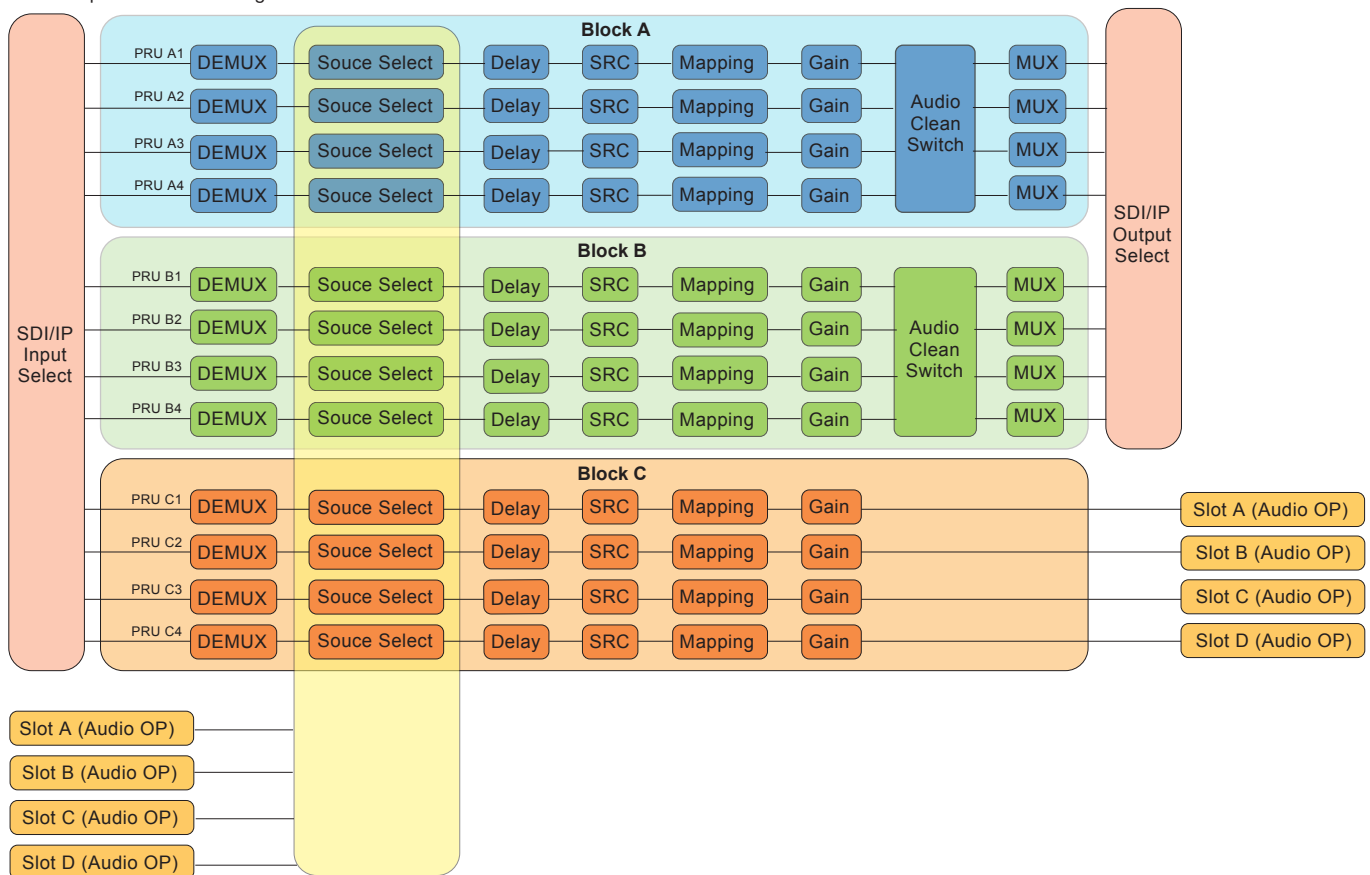 Block A
PRU A1 DEMUX Souce Select Delay SRC Mapping Gain MUX
PRU A2 DEMUX Souce Select Delay SRC Mapping Gain MUX
PRU A3 DEMUX Souce Select Delay SRC Mapping Gain MUX
PRU A4 DEMUX Souce Select Delay SRC Mapping Gain MUX
Audio
Clean
Switch
Block B
PRU B1 DEMUX Souce Select Delay SRC Mapping Gain MUX
PRU B2 DEMUX Souce Select Delay SRC Mapping Gain MUX
PRU B3 DEMUX Souce Select Delay SRC Mapping Gain MUX
PRU B4 DEMUX Souce Select Delay SRC Mapping Gain MUX
Audio
Clean
Switch
SDI/IP
Input
Select
SDI/IP
Output
Select
Block C
PRU C1 DEMUX Souce Select Delay SRC Mapping Gain Slot A (Audio OP)
PRU C2 DEMUX Souce Select Delay SRC Mapping Gain Slot B (Audio OP)
PRU C3 DEMUX Souce Select Delay SRC Mapping Gain Slot C (Audio OP)
PRU C4 DEMUX Souce Select Delay SRC Mapping Gain Slot D (Audio OP)
Slot A (Audio OP)
Slot B (Audio OP)
Slot C (Audio OP)
Slot D (Audio OP)